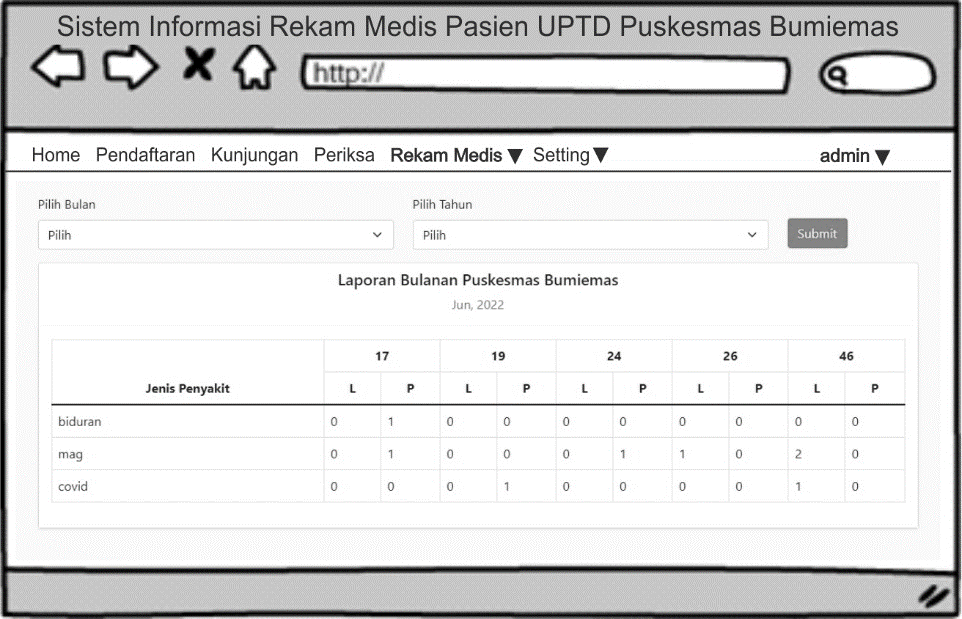 Sistem Informasi Rekam Medis Pasien UPTD Puskesmas Bumiemas
http://
Home Pendaftaran Kunjungan Periksa Rekam Medis ▼ Setting ▼ admin ▼
Pilih Bulan Pilih Tahun
Pilih Pilih Submit
Laporan Bulanan Puskesmas Bumiemas
Jun, 2022
17 19 24 26 46
Jenis Penyakit L P L P L P L P L P
biduran 0 1 0 0 0 0 0 0 0 0
mag 0 1 0 0 0 1 1 0 2 0
covid 0 0 0 1 0 0 0 0 1 0